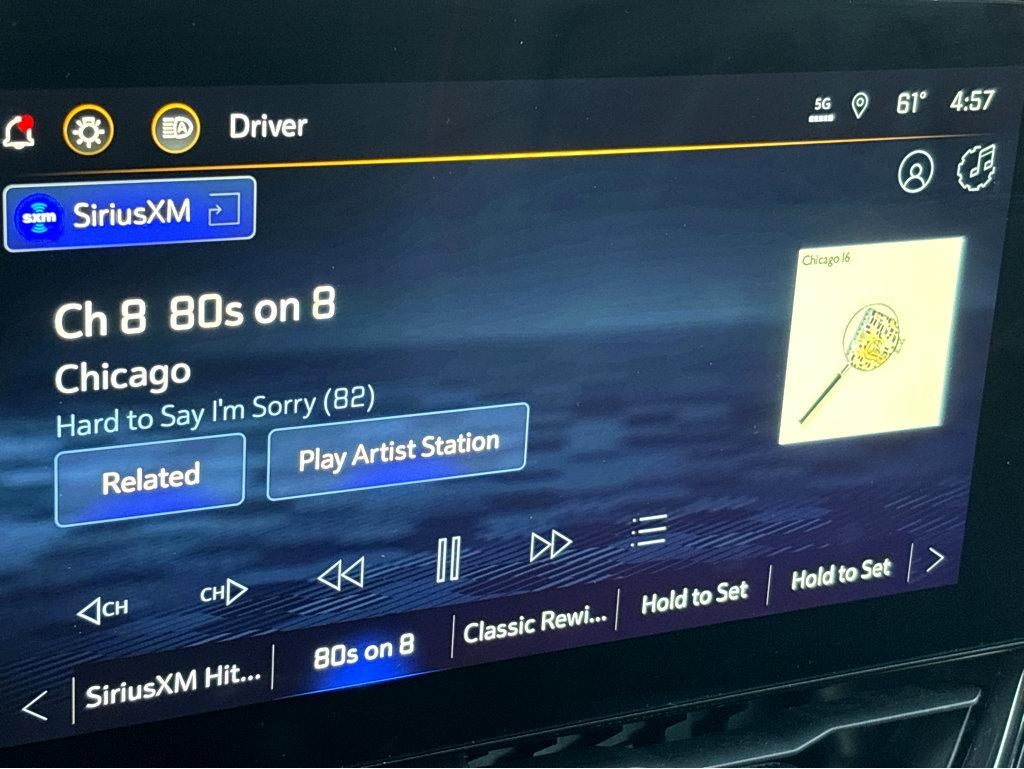 Driver
5G
61°
4:57
sxm SiriusXM
Chicago 16
Ch 8 80s on 8
Chicago
Hard to Say I'm Sorry (82)
Related
Play Artist Station
CH
CH
SiriusXM Hit...
80s on 8
Classic Rewi...
Hold to Set
Hold to Set